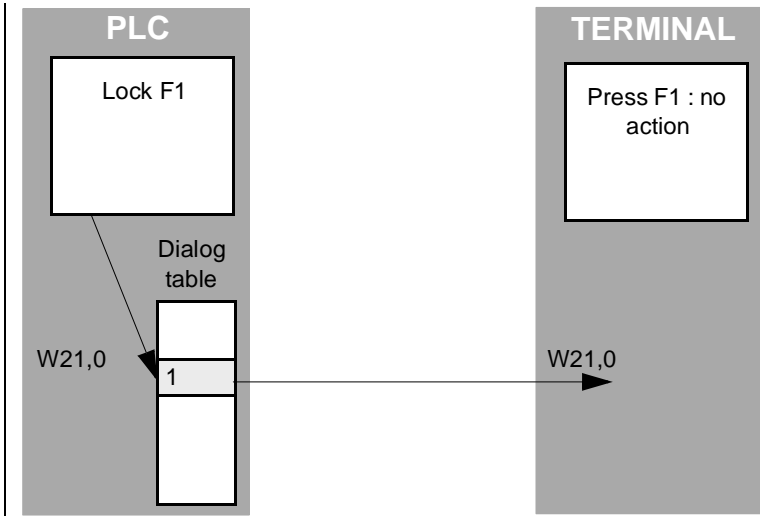 PLC
TERMINAL
Lock F1
Press F1 : no
action
Dialog
table
W21,0
1
W21,0